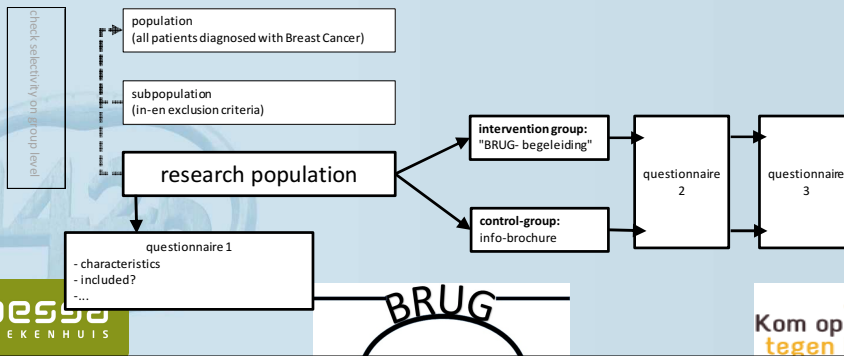 check selectivity on group level
population
(all patients diagnosed with Breast Cancer)
subpopulation
(in-en exclusion criteria)
research population
questionnaire 1
- characteristics
- included?
-...
intervention group:
"BRUG- begeleiding"
control-group:
info-brochure
questionnaire
2
questionnaire
3
BRUG
EKENHUIS
Kom op
tegen